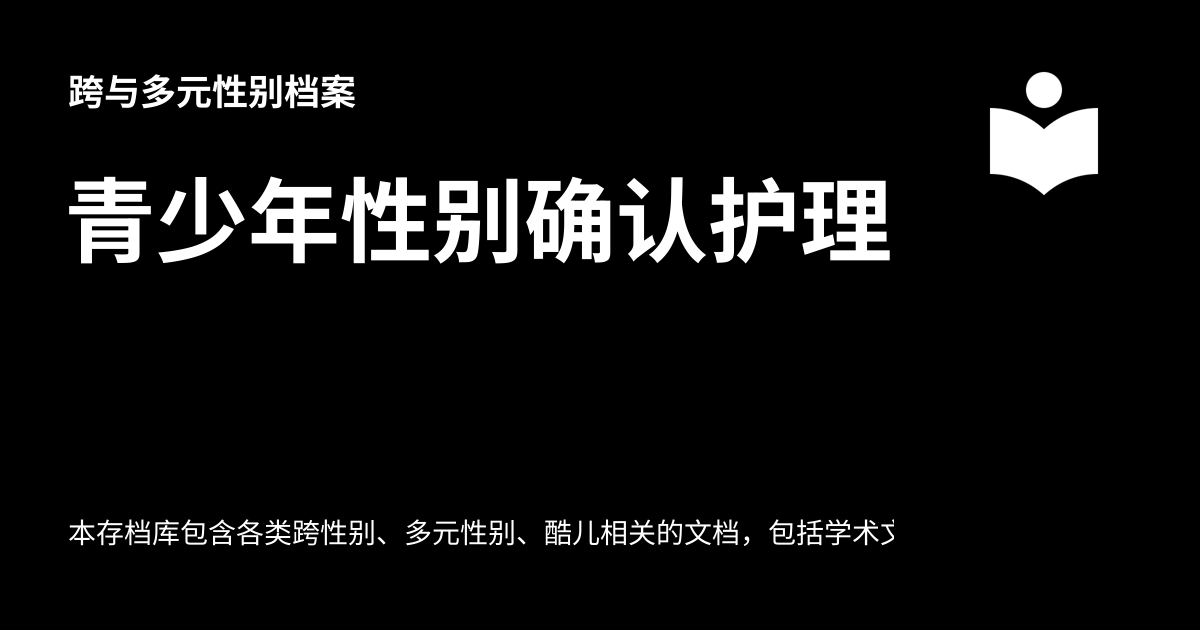 跨与多元性别档案
青少年性别确认护理
本存档库包含各类跨性别、多元性别、酷儿相关的文档，包括学术